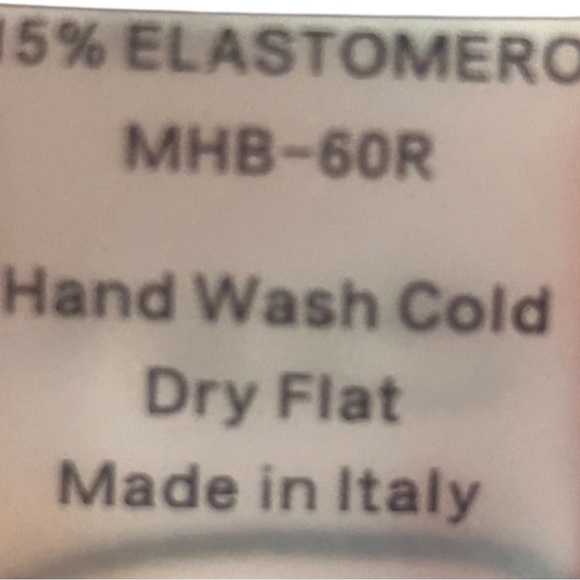 15% ELASTOMERO
MHB-60R
Hand Wash Cold
Dry Flat
Made in Italy